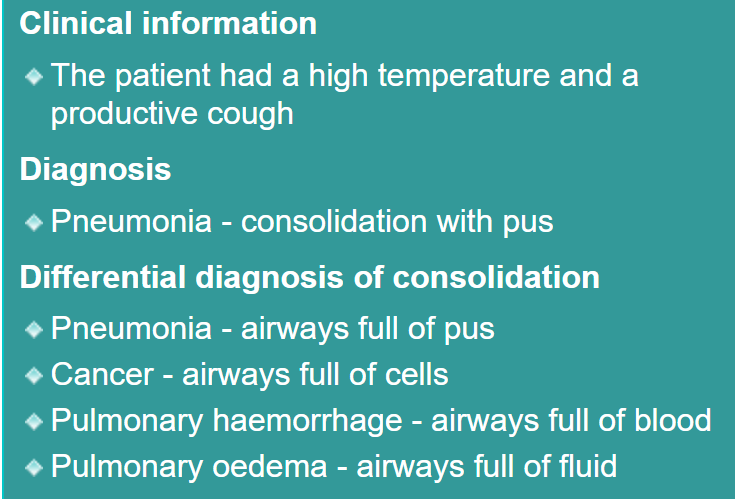 Clinical information
The patient had a high temperature and a
productive cough
Diagnosis
Pneumonia - consolidation with pus
Differential diagnosis of consolidation
Pneumonia - airways full of pus
Cancer - airways full of cells
Pulmonary haemorrhage - airways full of blood
Pulmonary oedema - airways full of fluid